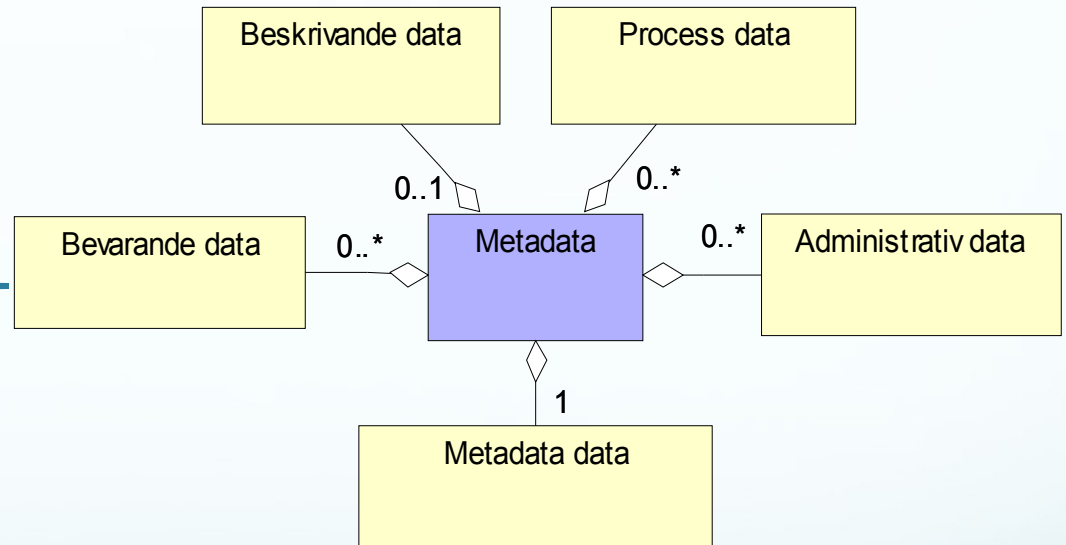 Beskrivande data
Process data
0..1
0..*
Bevarande data
0..*
Metadata
0..*
Administrativ data
1
Metadata data